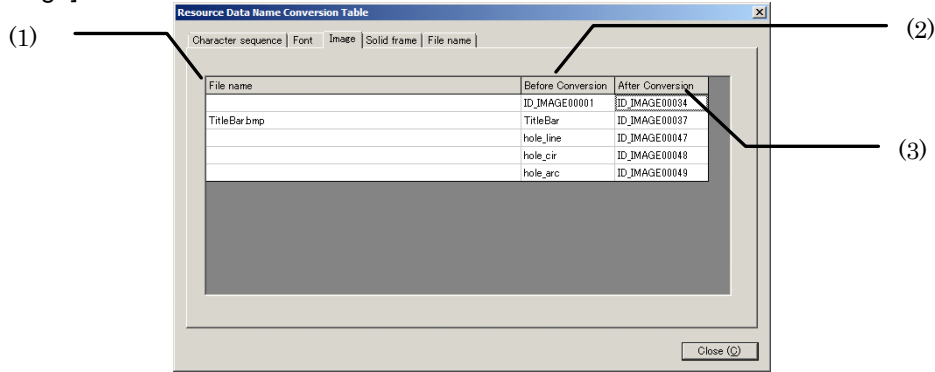 Resource Data Name Conversion Table
(1)
(2)
Character sequence Font Image Solid frame File name
File name Before Conversion After Conversion
ID_IMAGE00001 ID_IMAGE00034
TitleBar.bmp TitleBar ID_IMAGE00037
hole_line ID_IMAGE00047
(3)
hole_cir ID_IMAGE00048
hole_arc ID_IMAGE00049
Close (C)